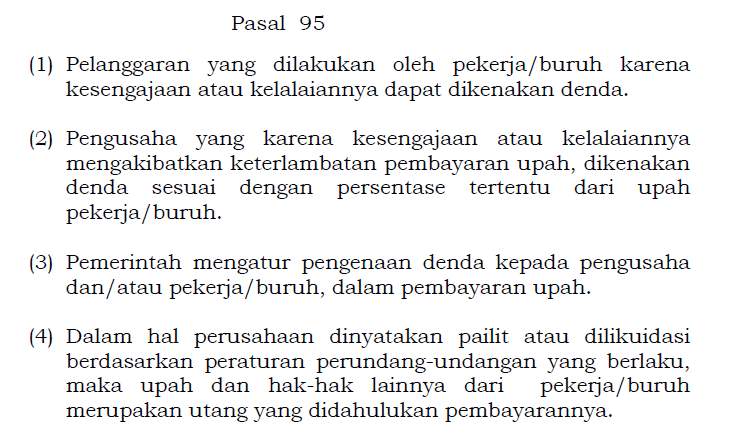 Pasal 95
(1) Pelanggaran yang dilakukan oleh pekerja/buruh karena
kesengajaan atau kelalaiannya dapat dikenakan denda.
(2) Pengusaha yang karena kesengajaan atau kelalaiannya
mengakibatkan keterlambatan pembayaran upah, dikenakan
denda sesuai dengan persentase tertentu dari upah
pekerja/buruh.
(3) Pemerintah mengatur pengenaan denda kepada pengusaha
dan/atau pekerja/buruh, dalam pembayaran upah.
(4) Dalam hal perusahaan dinyatakan pailit atau dilikuidasi
berdasarkan peraturan perundang-undangan yang berlaku,
maka upah dan hak-hak lainnya dari pekerja/buruh
merupakan utang yang didahulukan pembayarannya.